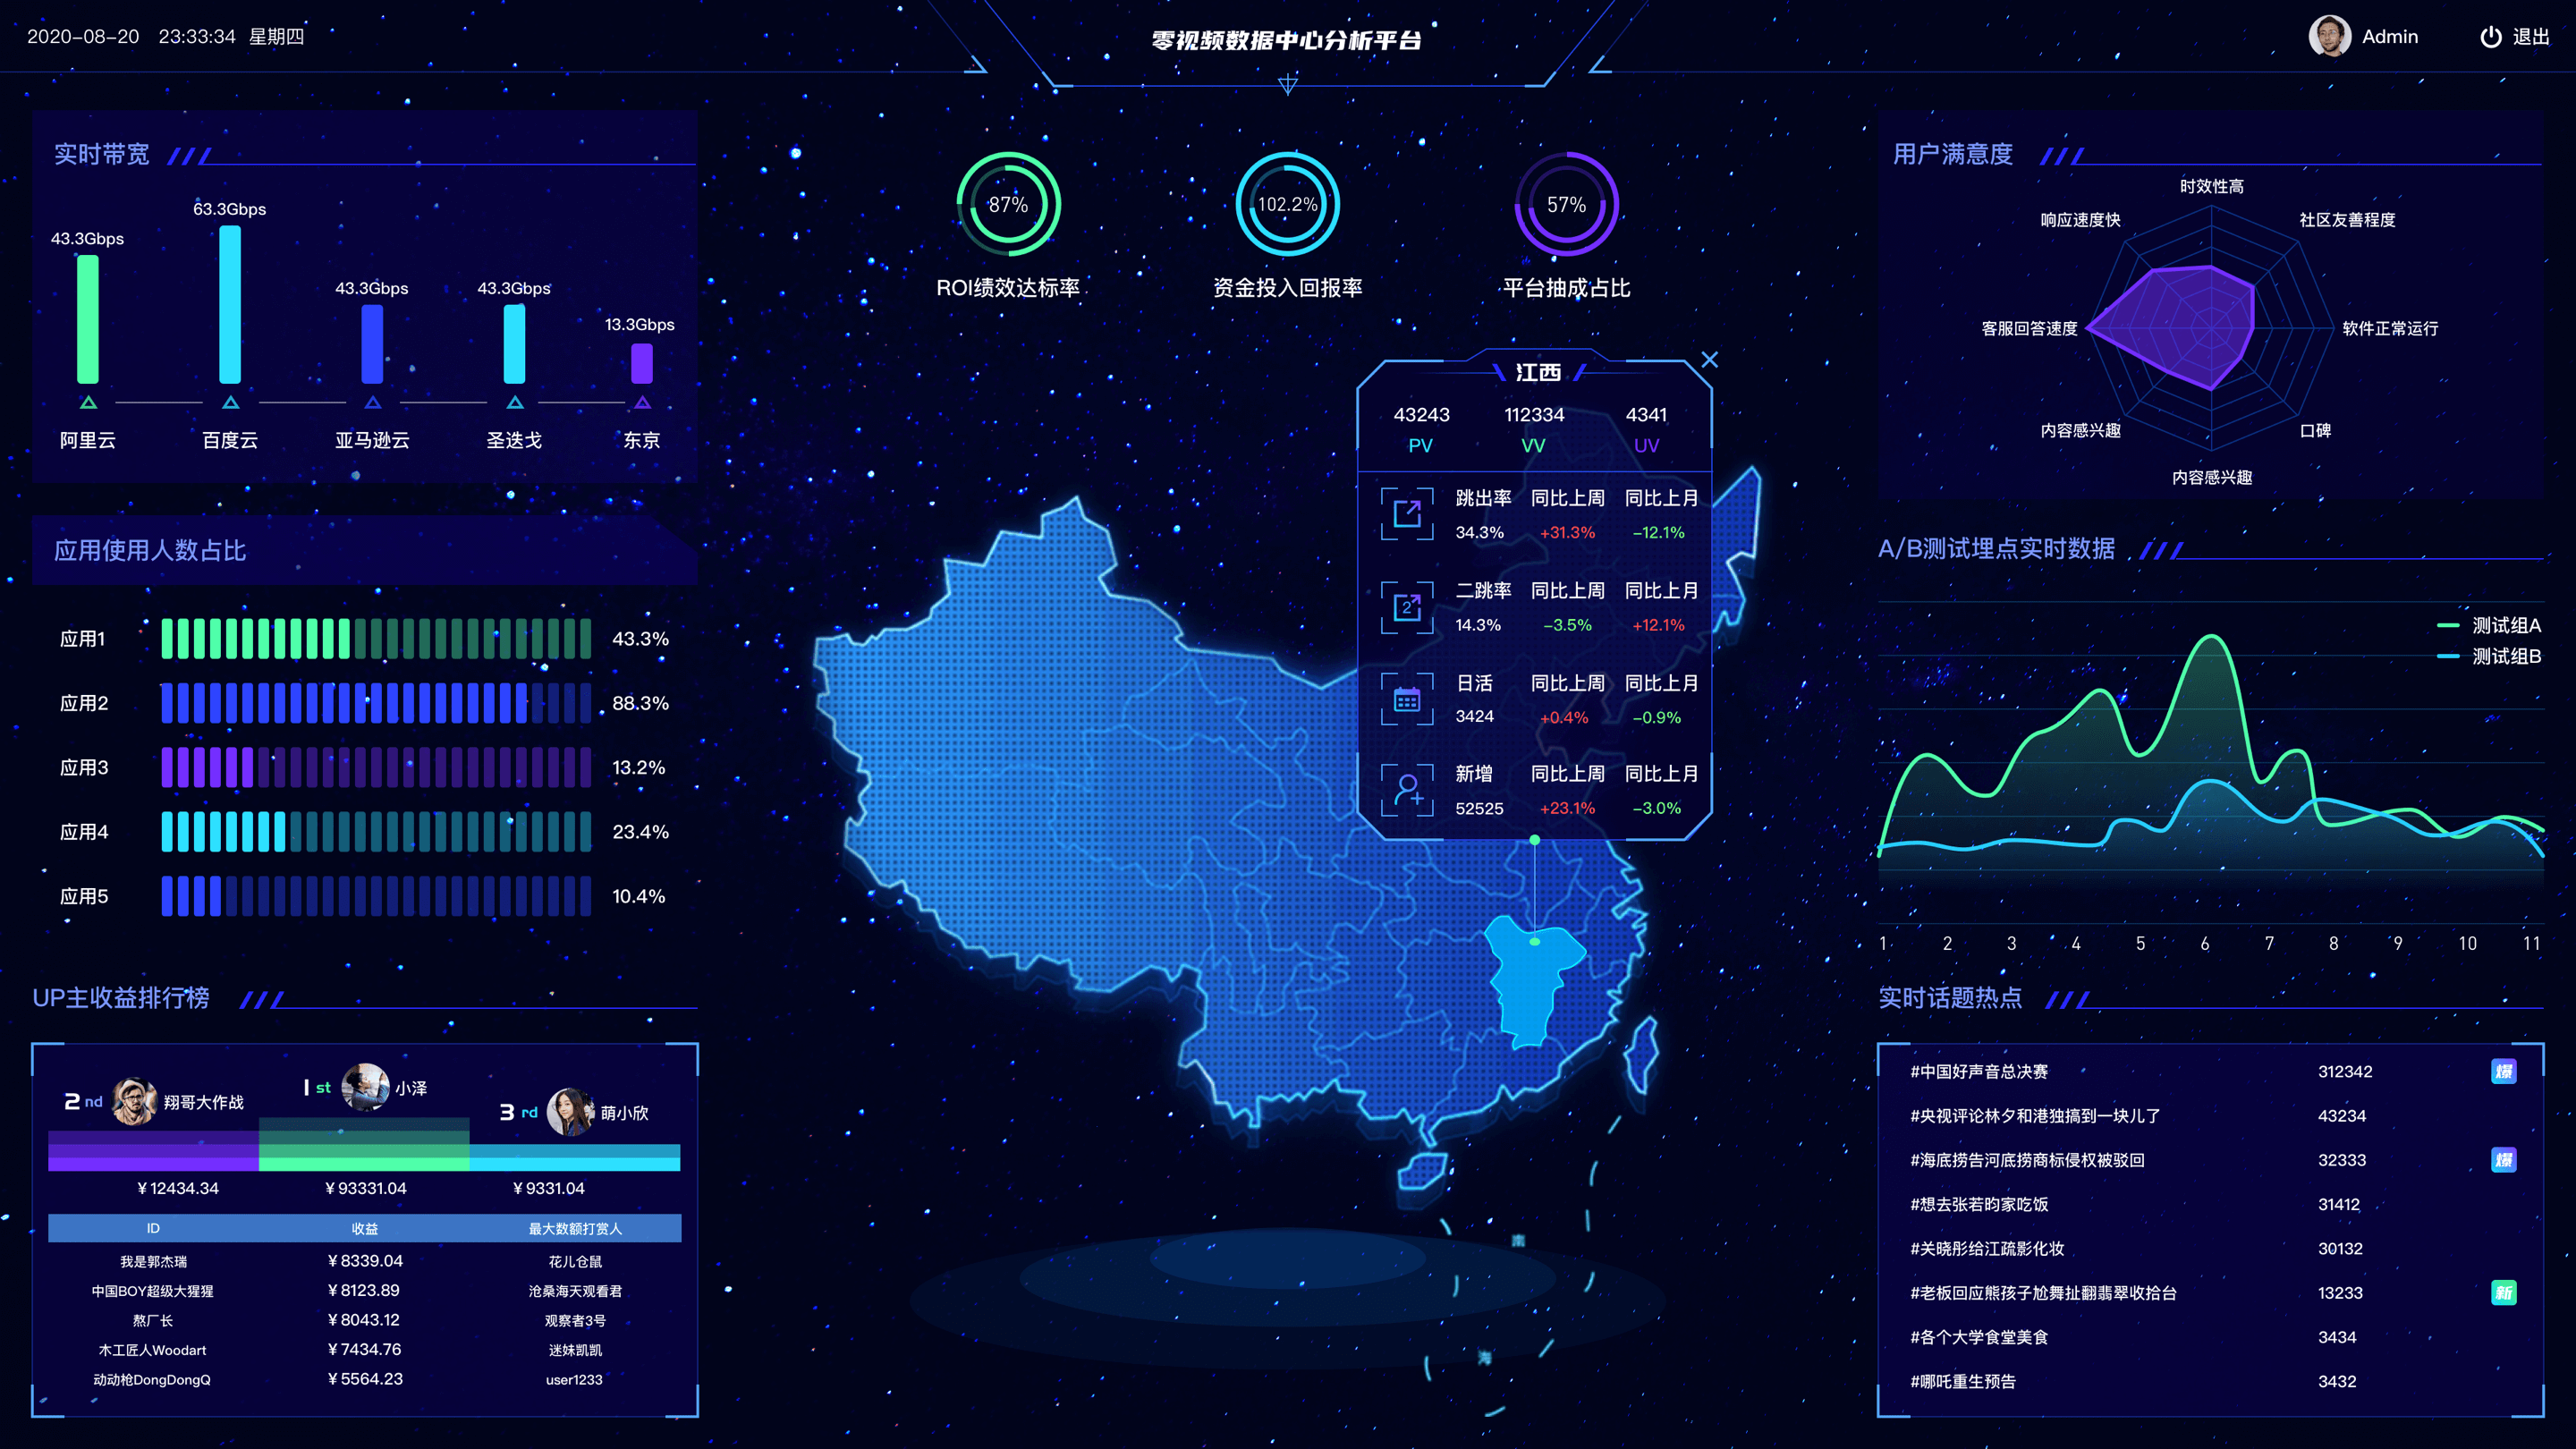 2020-08-20 23:33:34 星期四
零视频数据中心分析平台
Admin
退出
实时带宽
43.3Gbps
63.3Gbps
43.3Gbps
43.3Gbps
13.3Gbps
阿里云
百度云
亚马逊云
圣迭戈
东京
应用使用人数占比
应用1 43.3%
应用2 88.3%
应用3 13.2%
应用4 23.4%
应用5 10.4%
UP主收益排行榜
2 nd 翔哥大作战
1 st 小泽
3 rd 萌小欣
¥12434.34
¥93331.04
¥9331.04
ID 收益 最大数额打赏人
我是郭杰瑞 ¥8339.04 花儿仓鼠
中国BOY超级大猩猩 ¥8123.89 沧桑海天观看君
熬厂长 ¥8043.12 观察者3号
木工匠人Woodart ¥7434.76 迷妹凯凯
动动枪DongDongQ ¥5564.23 user1233
87%
ROI绩效达标率
102.2%
资金投入回报率
57%
平台抽成占比
江西
43243 112334 4341
PV VV UV
跳出率 同比上周 同比上月
34.3% +31.3% -12.1%
2
二跳率 同比上周 同比上月
14.3% -3.5% +12.1%
日活 同比上周 同比上月
3424 +0.4% -0.9%
新增 同比上周 同比上月
52525 +23.1% -3.0%
南
海
用户满意度
时效性高
响应速度快
社区友善程度
客服回答速度
软件正常运行
内容感兴趣
口碑
内容感兴趣
A/B测试埋点实时数据
测试组A
测试组B
1 2 3 4 5 6 7 8 9 10 11
实时话题热点
#中国好声音总决赛 312342 爆
#央视评论林夕和港独搞到一块儿了 43234
#海底捞告河底捞商标侵权被驳回 32333 爆
#想去张若昀家吃饭 31412
#关晓彤给江疏影化妆 30132
#老板回应熊孩子尬舞扯翻翡翠收拾台 13233 新
#各个大学食堂美食 3434
#哪吒重生预告 3432